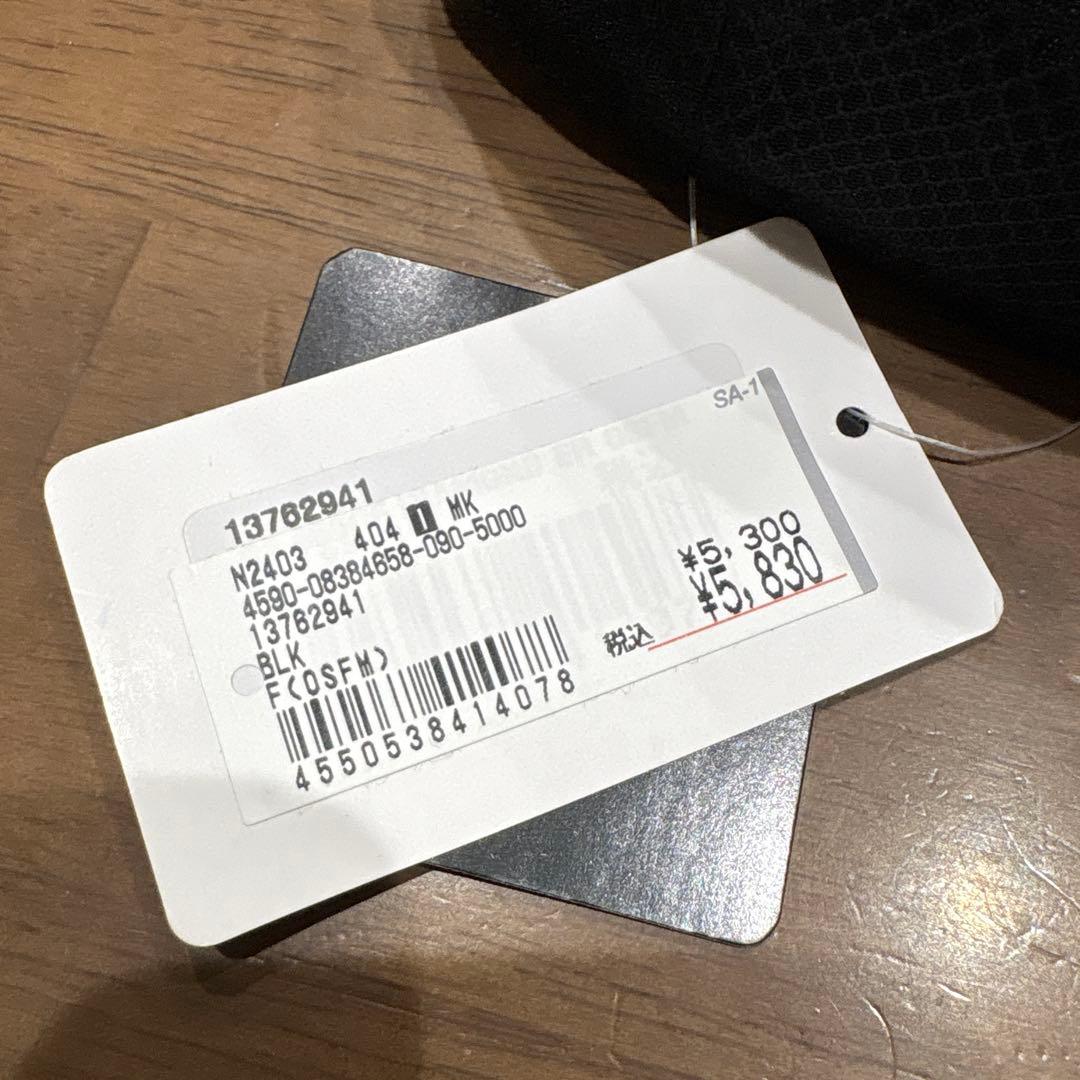 SA-1
13762941
N2403 404 1 MK
4590-08384658-090-5000
13762941
BLK
F<OSFM>
¥5,300
¥5,830
税込
4550538414078